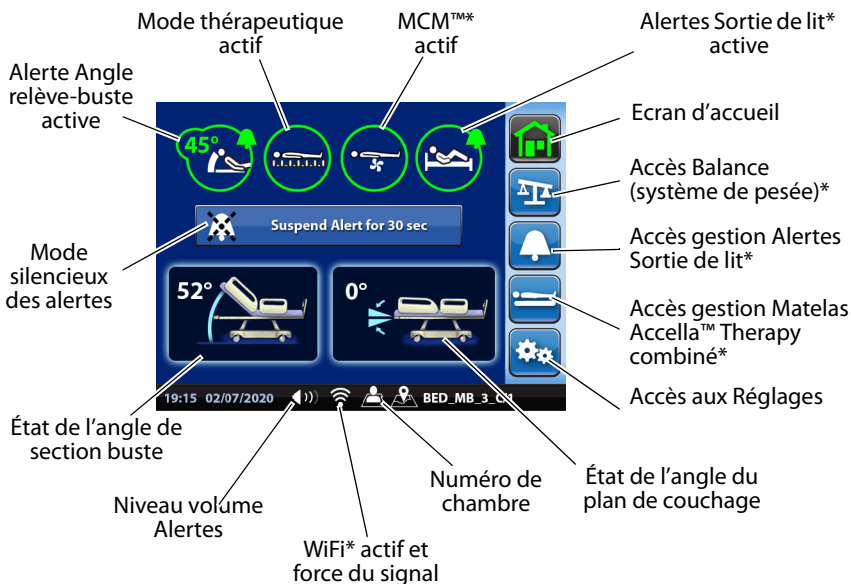 Mode thérapeutique
actif
MCM™*
actif
Alertes Sortie de lit*
active
Alerte Angle
relève-buste
active
Ecran d'accueil
45°
Accès Balance
(système de pesée)*
Suspend Alert for 30 sec
Accès gestion Alertes
Sortie de lit*
Mode
silencieux
des alertes
52°
0°
Accès gestion Matelas
Accella™ Therapy
combiné*
Accès aux Réglages
19:15 02/07/2020
BED_MB_3_C
État de l'angle de
section buste
Numéro de
chambre
État de l'angle du
plan de couchage
Niveau volume
Alertes
WiFi* actif et
force du signal